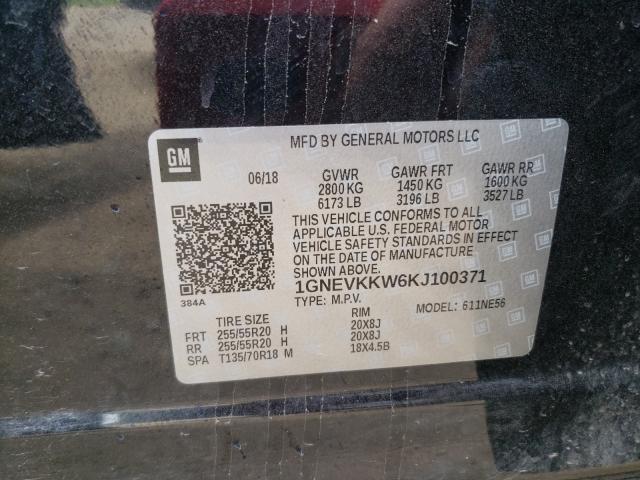 GM
MFD BY GENERAL MOTORS LLC
06/18 GVWR GAWR FRT GAWR RR
2800 KG 1450 KG 1600 KG
6173 LB 3196 LB 3527 LB
THIS VEHICLE CONFORMS TO ALL
APPLICABLE U.S. FEDERAL MOTOR
VEHICLE SAFETY STANDARDS IN EFFECT
ON THE DATE OF MANUFACTURE
SHOWN ABOVE.
1GNEVKKW6KJ100371
384A
TYPE: M.P.V. MODEL: 611NE56
TIRE SIZE RIM
FRT 255/55R20 H 20X8J
RR 255/55R20 H 20X8J
SPA T135/70R18 M 18X4.5B